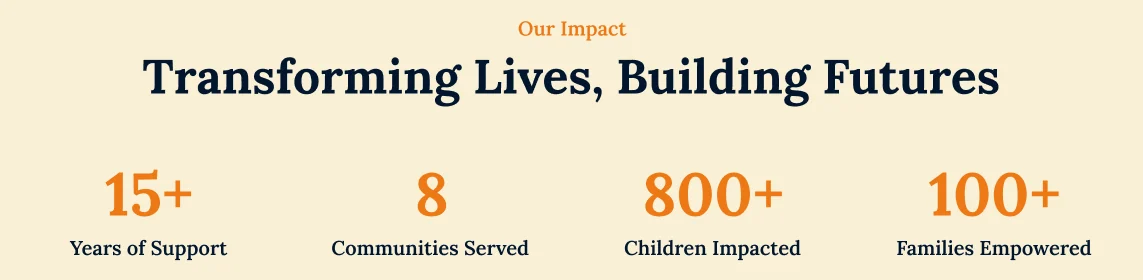 Our Impact
Transforming Lives, Building Futures
15+ 8 800+ 100+
Years of Support Communities Served Children Impacted Families Empowered